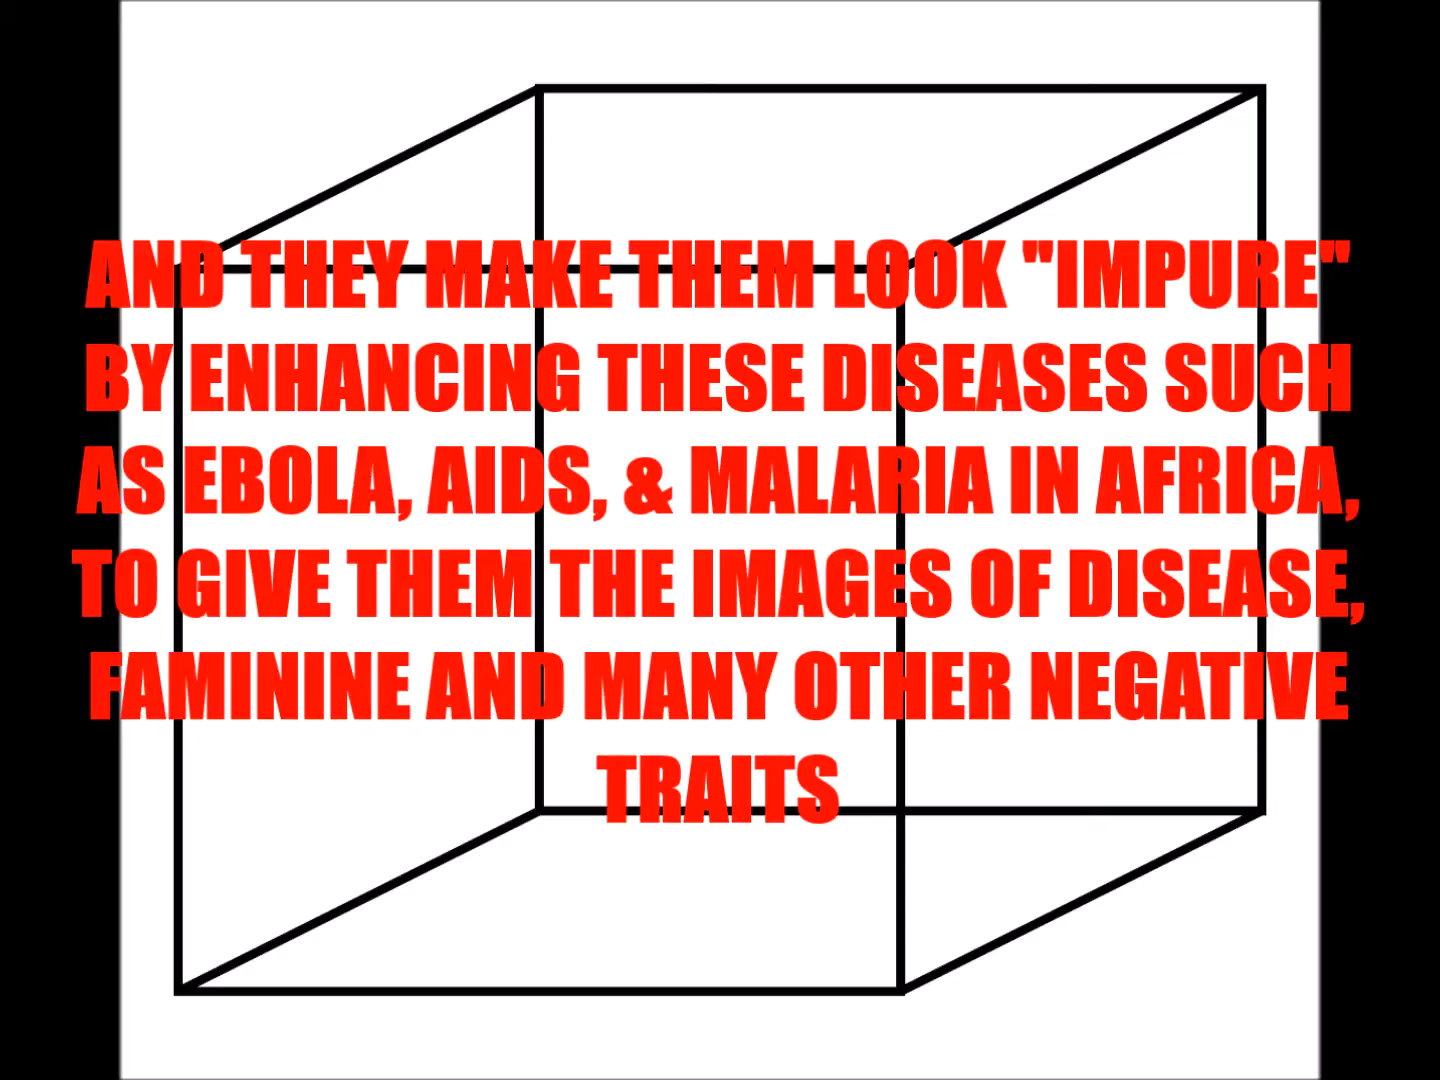 AND THEY MAKE THEM LOOK "IMPURE"
BY ENHANCING THESE DISEASES SUCH
AS EBOLA, AIDS, & MALARIA IN AFRICA,
TO GIVE THEM THE IMAGES OF DISEASE,
FAMININE AND MANY OTHER NEGATIVE
TRAITS